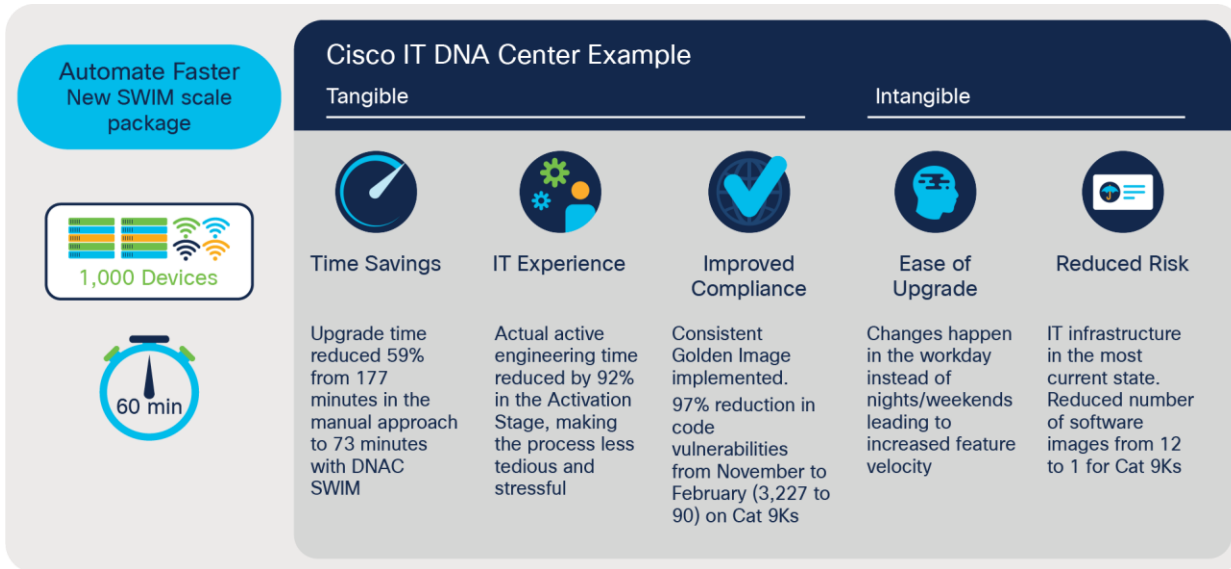 Automate Faster
New SWIM scale
package
1,000 Devices
60 min
Cisco IT DNA Center Example
Tangible
Intangible
Time Savings
Upgrade time
reduced 59%
from 177
minutes in the
manual approach
to 73 minutes
with DNAC
SWIM
IT Experience
Actual active
engineering time
reduced by 92%
in the Activation
Stage, making
the process less
tedious and
stressful
Improved
Compliance
Consistent
Golden Image
implemented.
97% reduction in
code
vulnerabilities
from November to
February (3,227 to
90) on Cat 9Ks
Ease of
Upgrade
Changes happen
in the workday
instead of
nights/weekends
leading to
increased feature
velocity
Reduced Risk
IT infrastructure
in the most
current state.
Reduced number
of software
images from 12
to 1 for Cat 9Ks